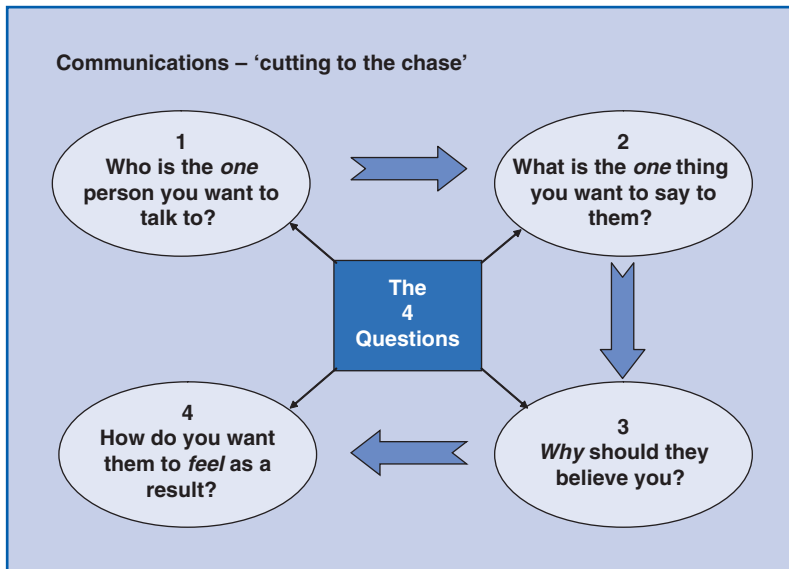 Communications – ‘cutting to the chase’
1
Who is the one
person you want to
talk to?
2
What is the one thing
you want to say to
them?
The
4
Questions
3
Why should they
believe you?
4
How do you want
them to feel as a
result?